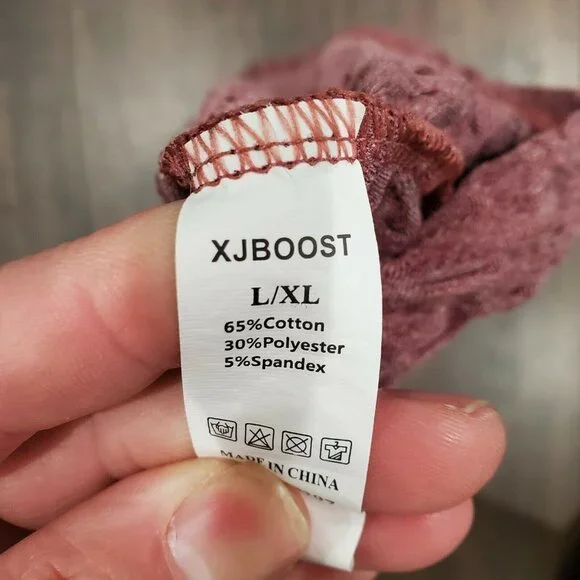 XJBOOST
L/XL
65%Cotton
30%Polyester
5%Spandex
MADE IN CHINA